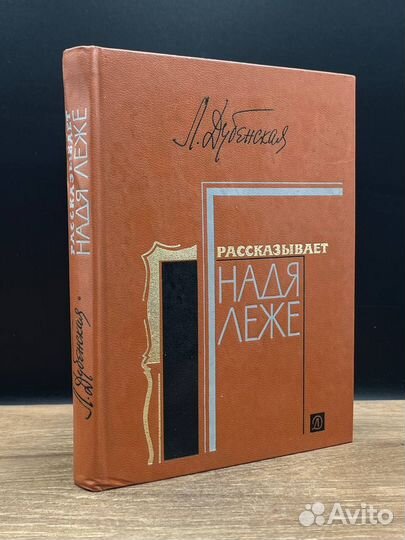 Л. Дубенская
РАССКАЗЫВАЕТ
НАДЯ
ЛЕЖЕ
Л. Дубенская • РАССКАЗЫВАЕТ
НАДЯ ЛЕЖЕ
Д
Avito